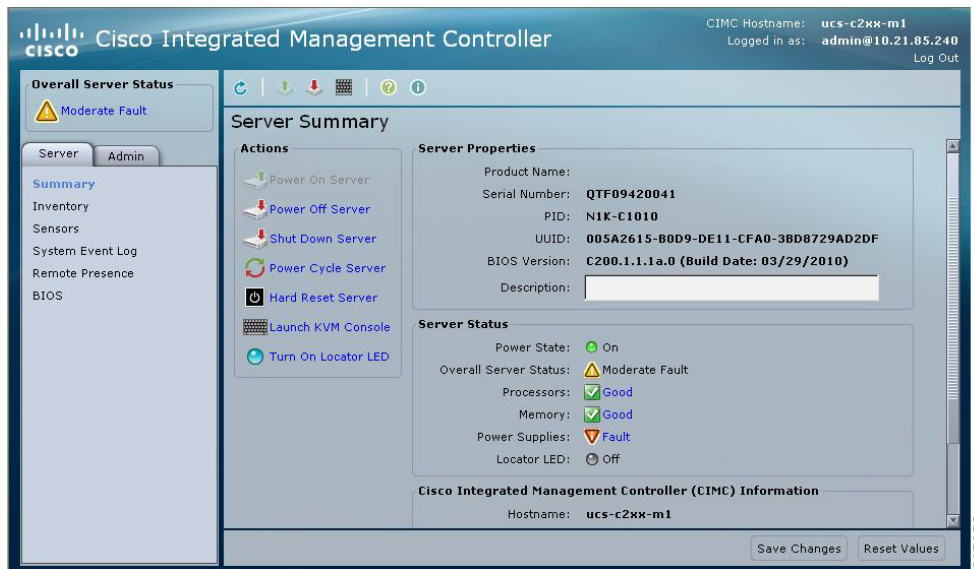 CISCO
Cisco Integrated Management Controller
CIMC Hostname: ucs-c2xx-m1
Logged in as: admin@10.21.85.240
Log Out
Overall Server Status
Moderate Fault
Server Admin
Summary
Inventory
Sensors
System Event Log
Remote Presence
BIOS
Server Summary
Actions
Power On Server
Power Off Server
Shut Down Server
Power Cycle Server
Hard Reset Server
Launch KVM Console
Turn On Locator LED
Server Properties
Product Name:
Serial Number: QTF09420041
PID: N1K-C1010
UUID: 005A2615-B0D9-DE11-CFA0-3BD8729AD2DF
BIOS Version: C200.1.1.1a.0 (Build Date: 03/29/2010)
Description:
Server Status
Power State: On
Overall Server Status: Moderate Fault
Processors: Good
Memory: Good
Power Supplies: Fault
Locator LED: Off
Cisco Integrated Management Controller (CIMC) Information
Hostname: ucs-c2xx-m1
Save Changes Reset Values